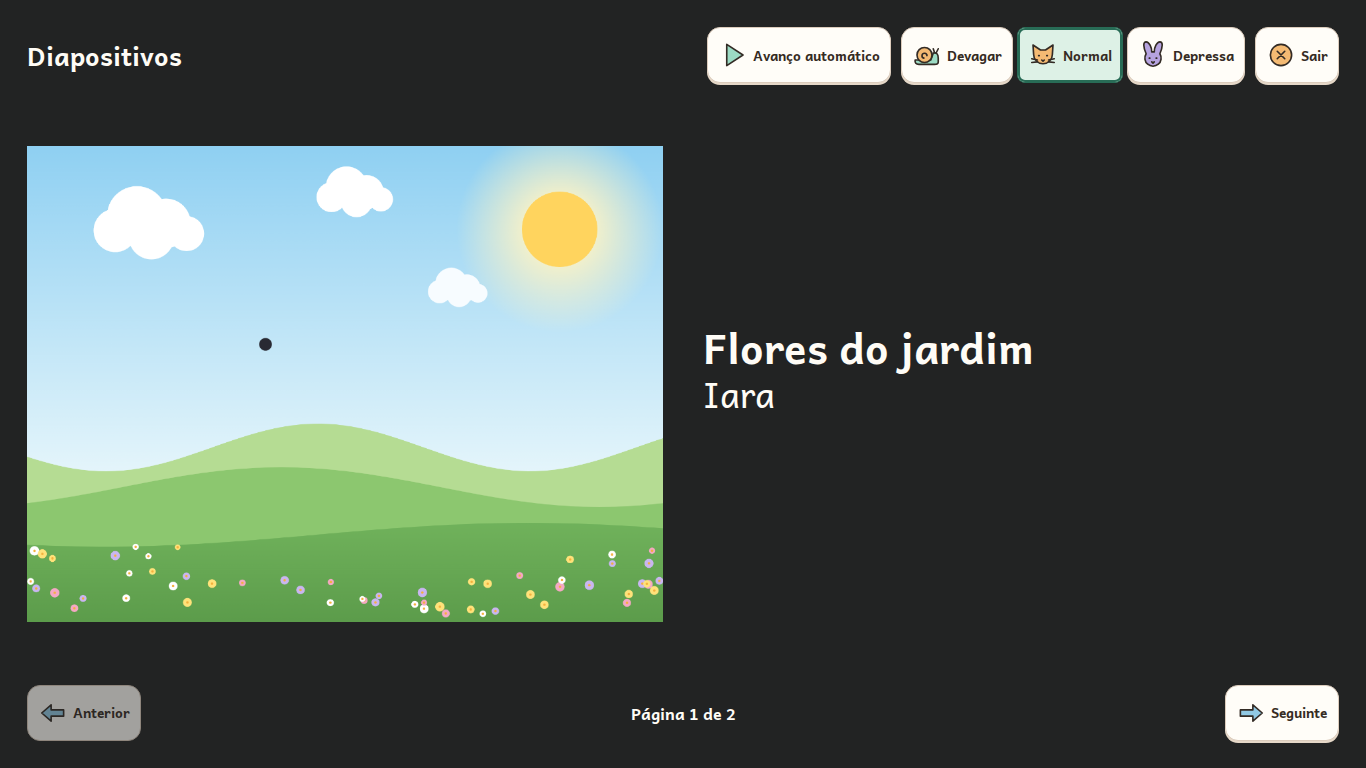 Diapositivos
Avanço automático
Devagar
Normal
Depressa
Sair
Flores do jardim
Iara
Anterior
Página 1 de 2
Seguinte